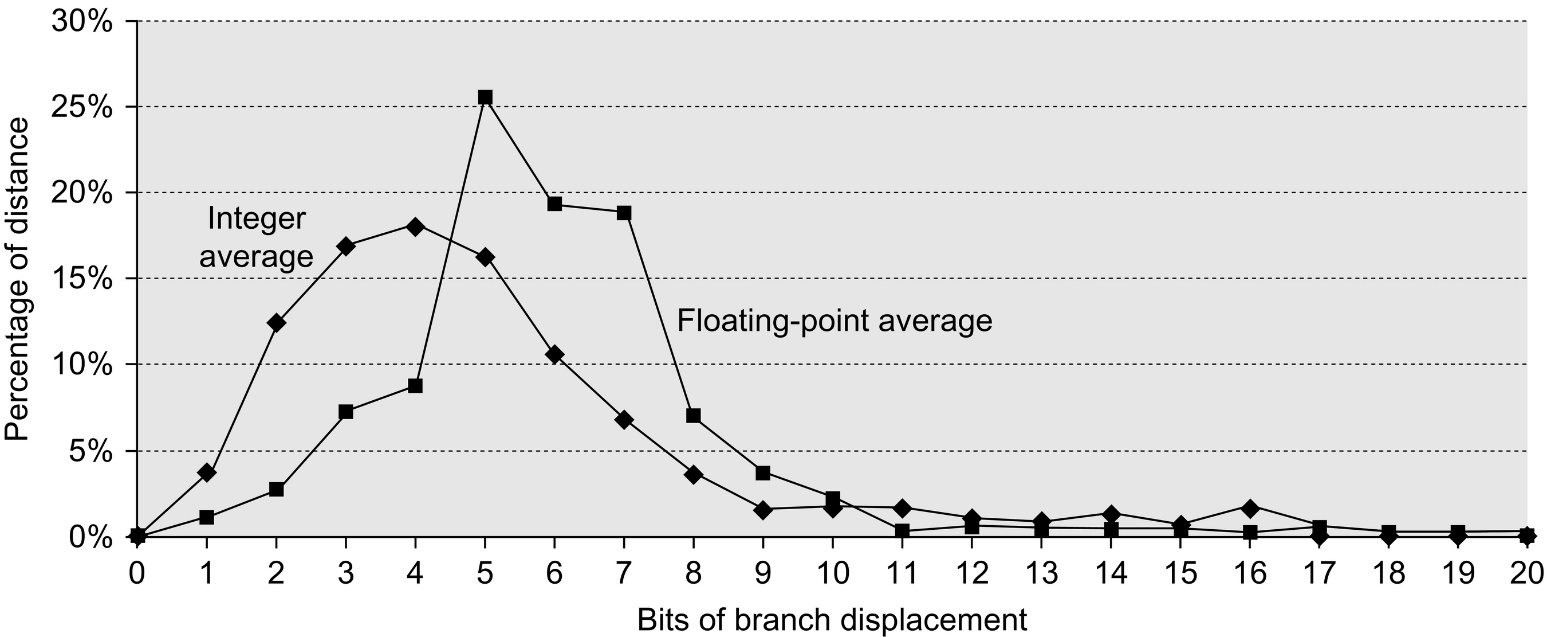 30%
25%
20%
15%
10%
5%
0%
Percentage of distance
Integer
average
Floating-point average
0 1 2 3 4 5 6 7 8 9 10 11 12 13 14 15 16 17 18 19 20
Bits of branch displacement